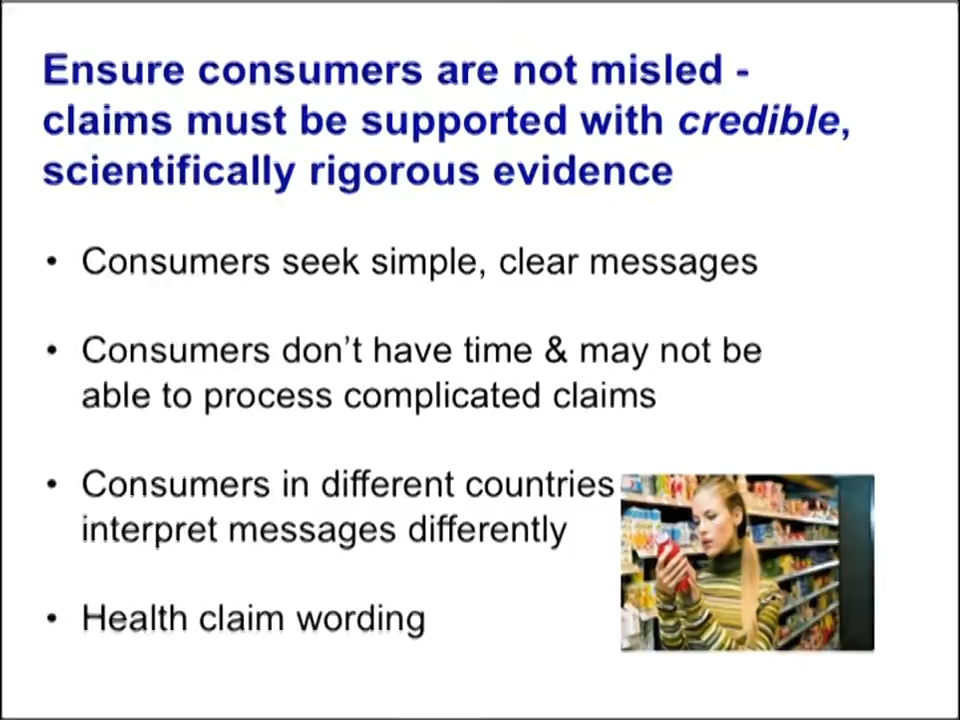 Ensure consumers are not misled -
claims must be supported with credible,
scientifically rigorous evidence
• Consumers seek simple, clear messages
• Consumers don’t have time & may not be
able to process complicated claims
• Consumers in different countries
interpret messages differently
• Health claim wording